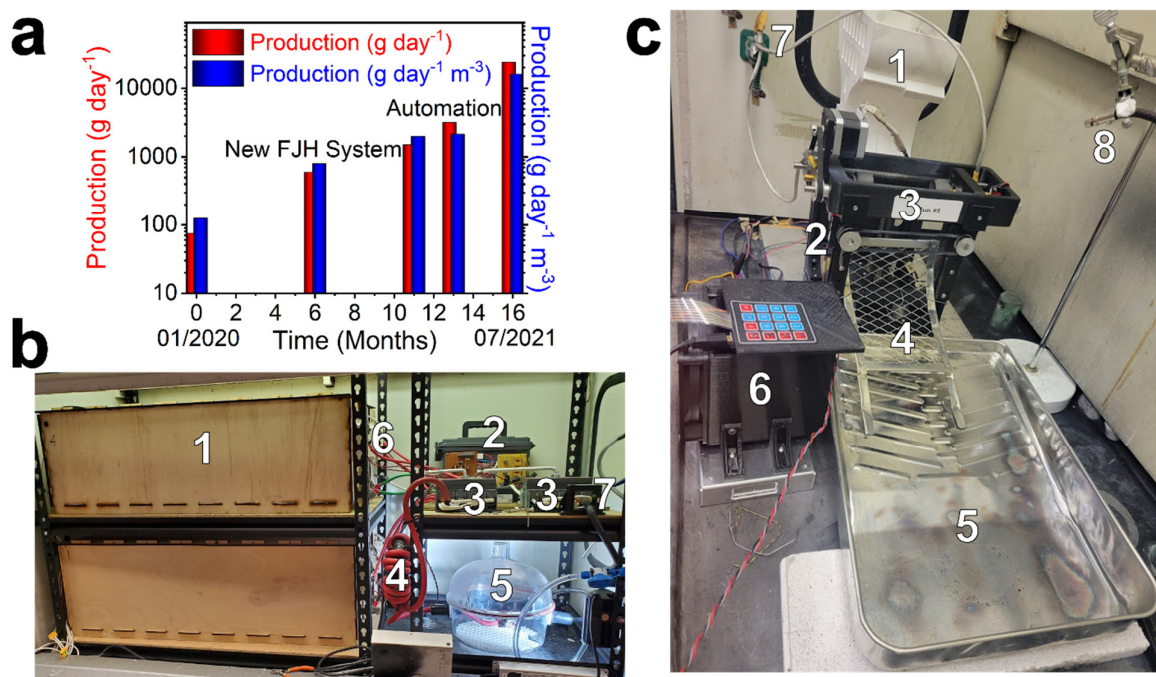 a
Production (g day⁻¹)
Production (g day⁻¹ m⁻³)
Automation
New FJH System
Production (g day⁻¹)
Production (g day⁻¹ m⁻³)
10000
1000
100
10
0 2 4 6 8 10 12 14 16
01/2020 Time (Months) 07/2021
b
1
2
3
3
4
5
6
7
c
1
2
3
4
5
6
7
8